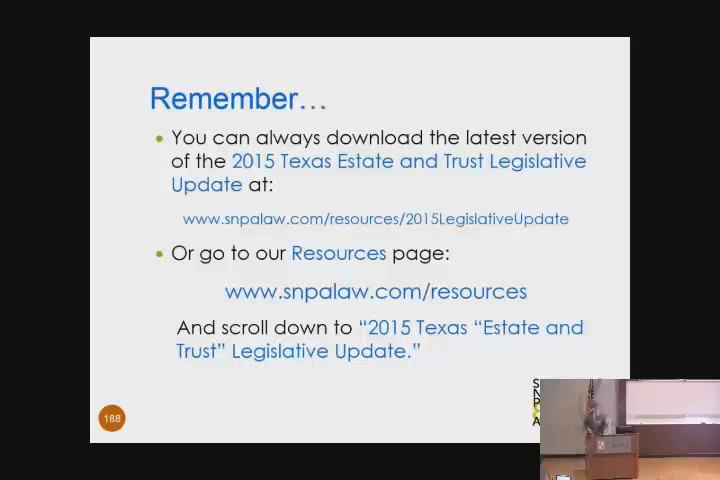 Remember...
You can always download the latest version
of the 2015 Texas Estate and Trust Legislative
Update at:
www.snpalaw.com/resources/2015LegislativeUpdate
Or go to our Resources page:
www.snpalaw.com/resources
And scroll down to “2015 Texas “Estate and
Trust” Legislative Update.”
188
S
N
P
A